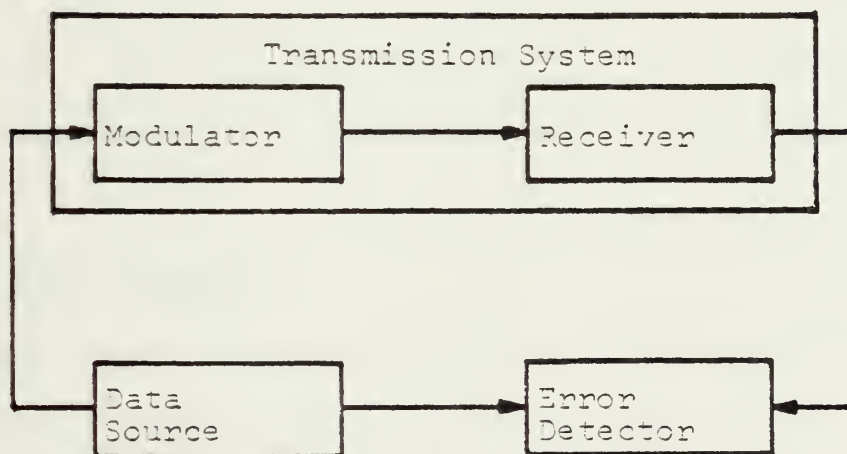 Transmission System
Modulator
Receiver
Data
Source
Error
Detector